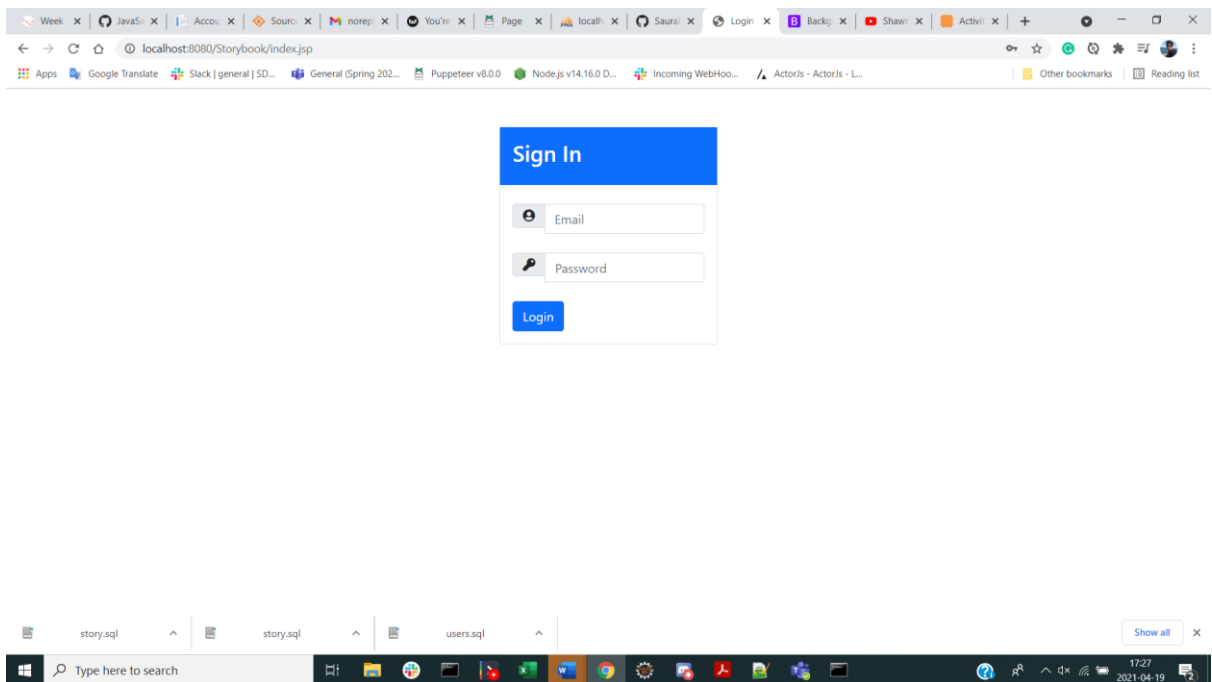 Week JavaSa Accou Sourc M norep You're Page localh Saural Login B Backg Shawr Activit
localhost:8080/Storybook/index.jsp
Apps Google Translate Slack | general | SD... General (Spring 202... Puppeteer v8.0.0 Node.js v14.16.0 D... Incoming WebHoo... ActorJs - ActorJs - L... Other bookmarks Reading list
Sign In
Email
Password
Login
story.sql story.sql users.sql Show all
Type here to search
17:27
2021-04-19